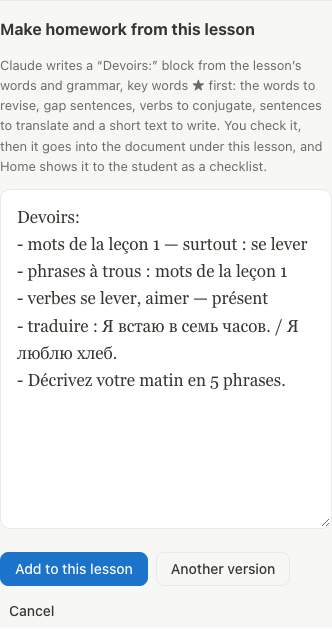 Make homework from this lesson
Claude writes a “Devoirs:” block from the lesson’s
words and grammar, key words ★ first: the words to
revise, gap sentences, verbs to conjugate, sentences
to translate and a short text to write. You check it,
then it goes into the document under this lesson, and
Home shows it to the student as a checklist.
Devoirs:
- mots de la leçon 1 — surtout : se lever
- phrases à trous : mots de la leçon 1
- verbes se lever, aimer — présent
- traduire : Я встаю в семь часов. / Я
люблю хлеб.
- Décrivez votre matin en 5 phrases.
Add to this lesson
Another version
Cancel